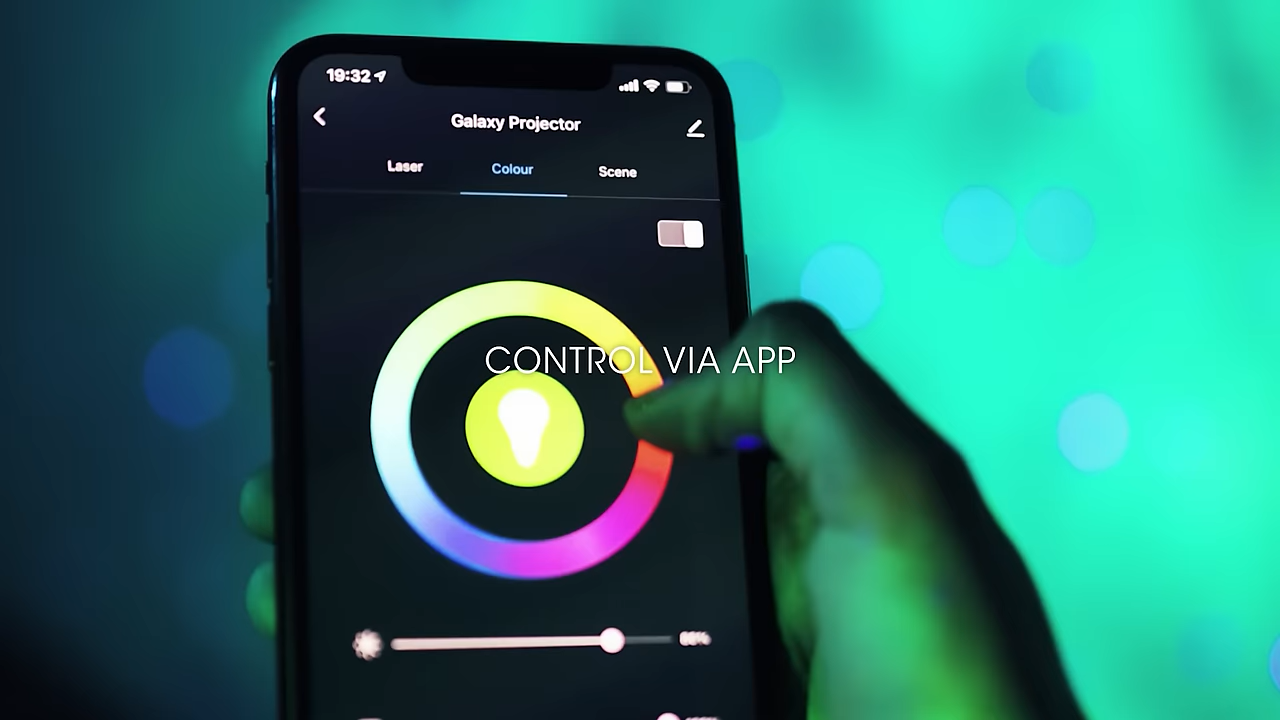 19:32
Galaxy Projector
Laser Colour Scene
CONTROL VIA APP